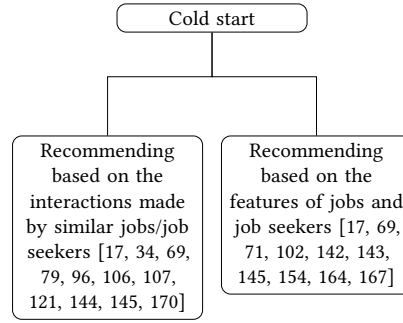 Cold start
Recommending
based on the
interactions made
by similar jobs/job
seekers [17, 34, 69,
79, 96, 106, 107,
121, 144, 145, 170]
Recommending
based on the
features of jobs and
job seekers [17, 69,
71, 102, 142, 143,
145, 154, 164, 167]